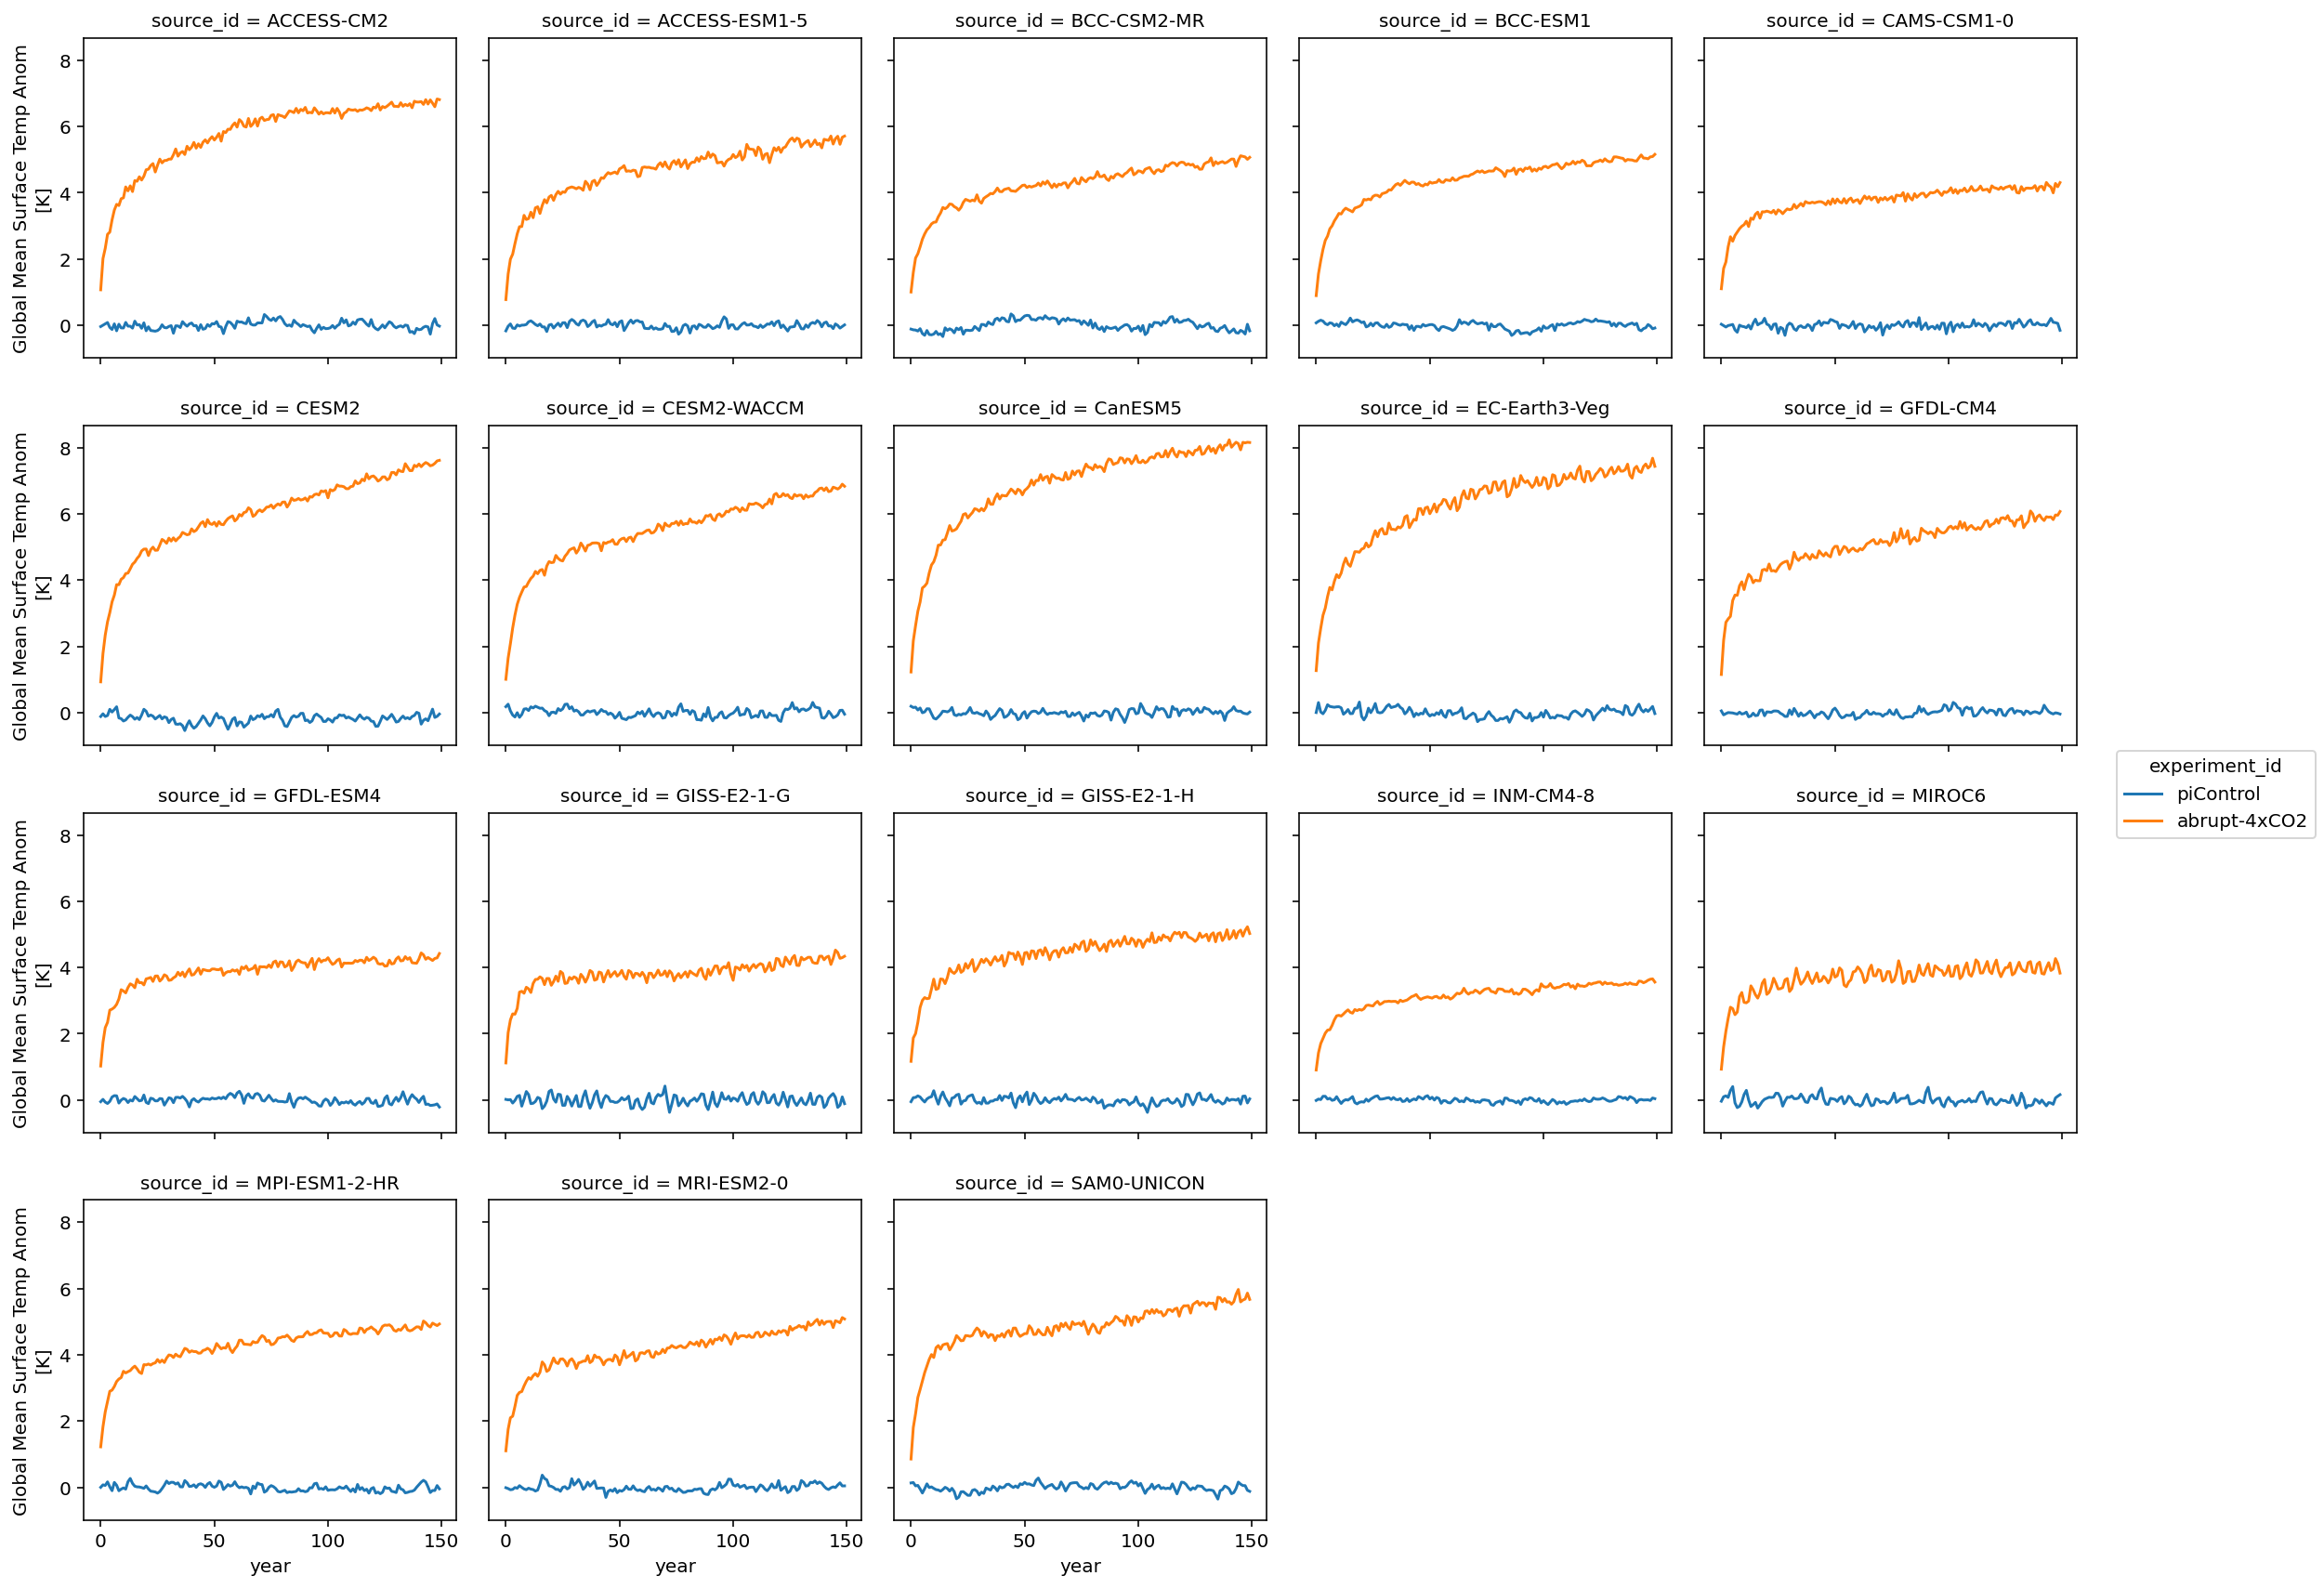 source_id = ACCESS-CM2
source_id = ACCESS-ESM1-5
source_id = BCC-CSM2-MR
source_id = BCC-ESM1
source_id = CAMS-CSM1-0
Global Mean Surface Temp Anom
[K]
8
6
4
2
0
source_id = CESM2
source_id = CESM2-WACCM
source_id = CanESM5
source_id = EC-Earth3-Veg
source_id = GFDL-CM4
Global Mean Surface Temp Anom
[K]
8
6
4
2
0
experiment_id
piControl
abrupt-4xCO2
source_id = GFDL-ESM4
source_id = GISS-E2-1-G
source_id = GISS-E2-1-H
source_id = INM-CM4-8
source_id = MIROC6
Global Mean Surface Temp Anom
[K]
8
6
4
2
0
source_id = MPI-ESM1-2-HR
source_id = MRI-ESM2-0
source_id = SAM0-UNICON
Global Mean Surface Temp Anom
[K]
8
6
4
2
0
0 50 100 150
year
0 50 100 150
year
0 50 100 150
year